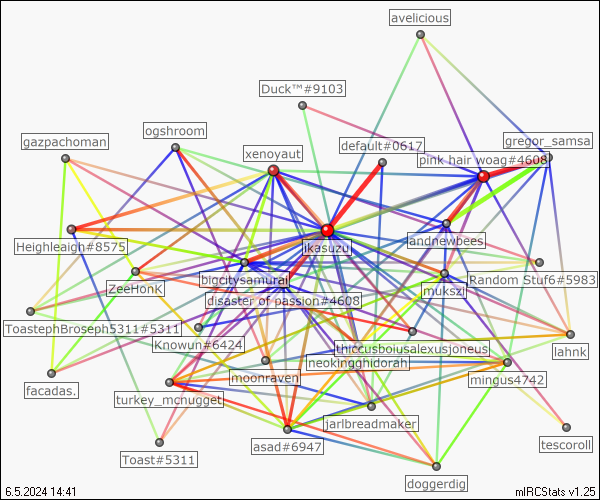 avelicious
Duck™#9103
ogshroom
default#0617
gregor_samsa
gazpachoman
xenoyaut
pink hair woag#4608
Heighleaigh#8575
ikasuzu
andnewbees
bigcitysamurai
Random Stuf6#5983
ZeeHonK
disaster of passion#4608
mukszi
ToastephBroseph5311#5311
Knowun#6424
thiccusboiusalexusjoneus
lahnk
neokingghidorah
facadas.
moonraven
mingus4742
turkey_mcnugget
jarlbreadmaker
asad#6947
tescoroll
Toast#5311
doggerdig
6.5.2024 14:41
mIRCStats v1.25